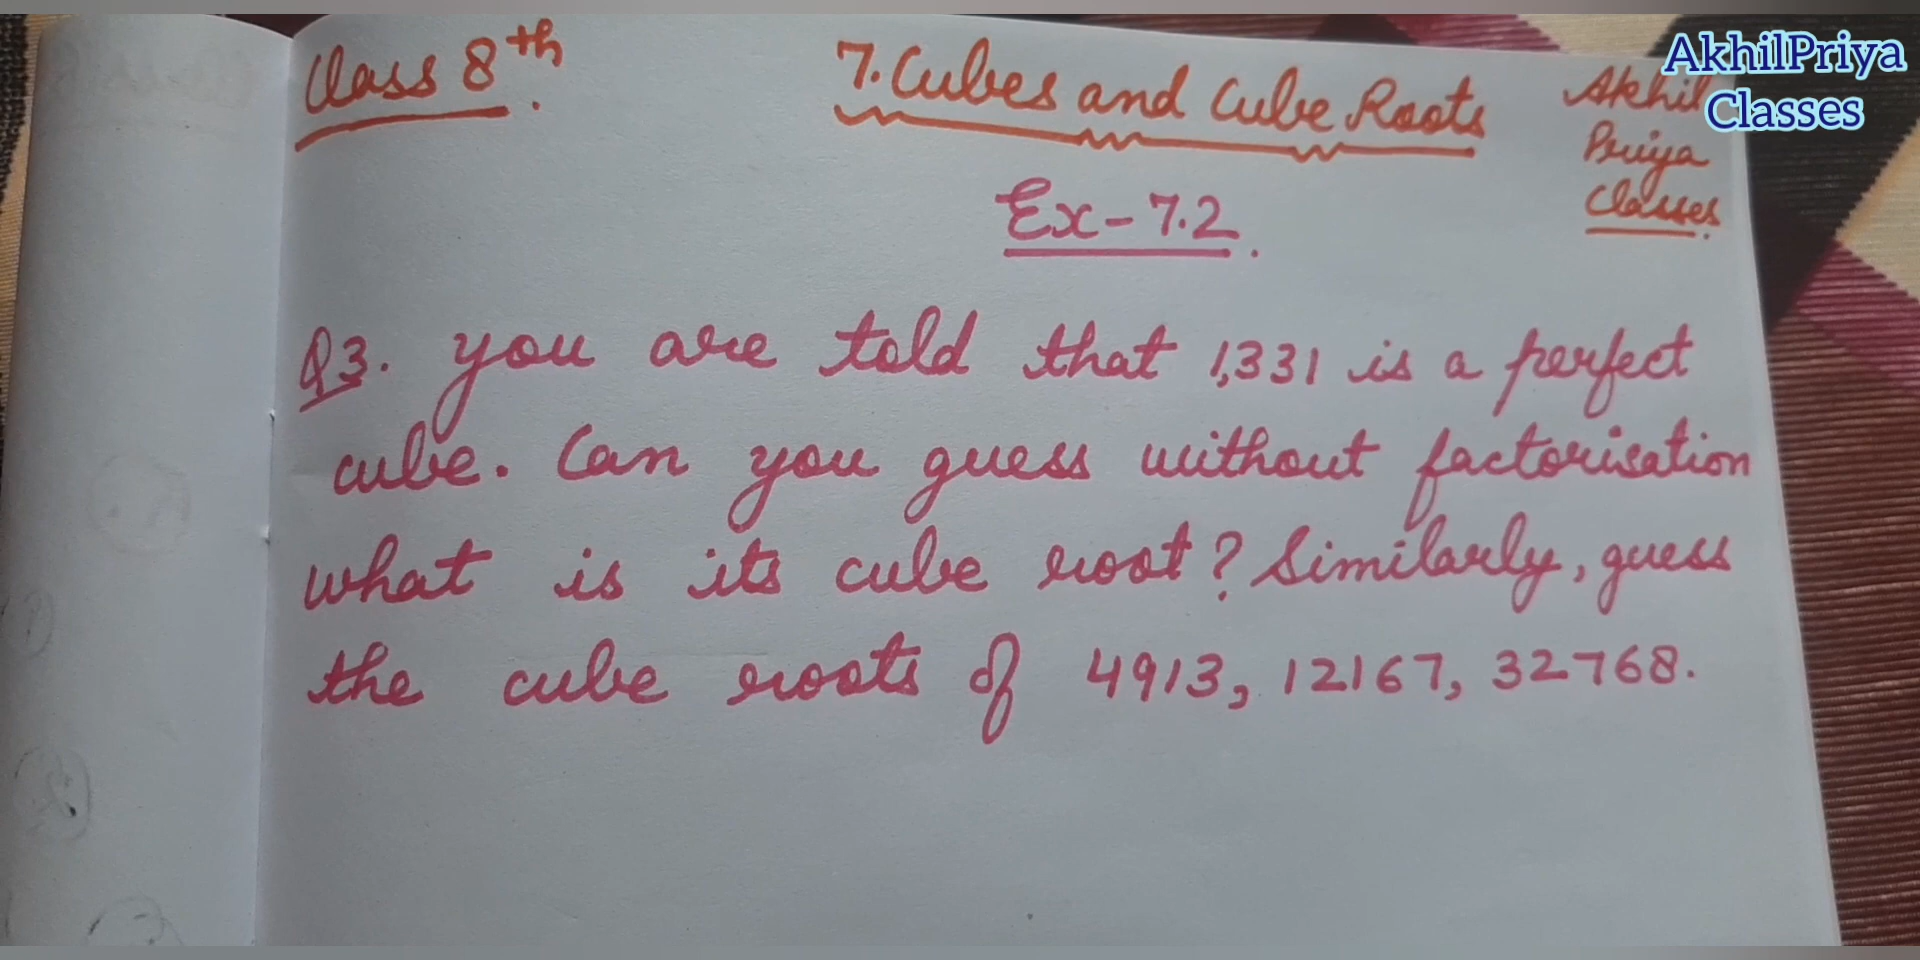 Class 8th.
7. Cubes and Cube Roots
Akhil
Priya
Classes.
AkhilPriya
Classes
Ex-7.2.
Q3. you are told that 1,331 is a perfect
cube. Can you guess without factorisation
what is its cube root? Similarly, guess
the cube roots of 4913, 12167, 32768.